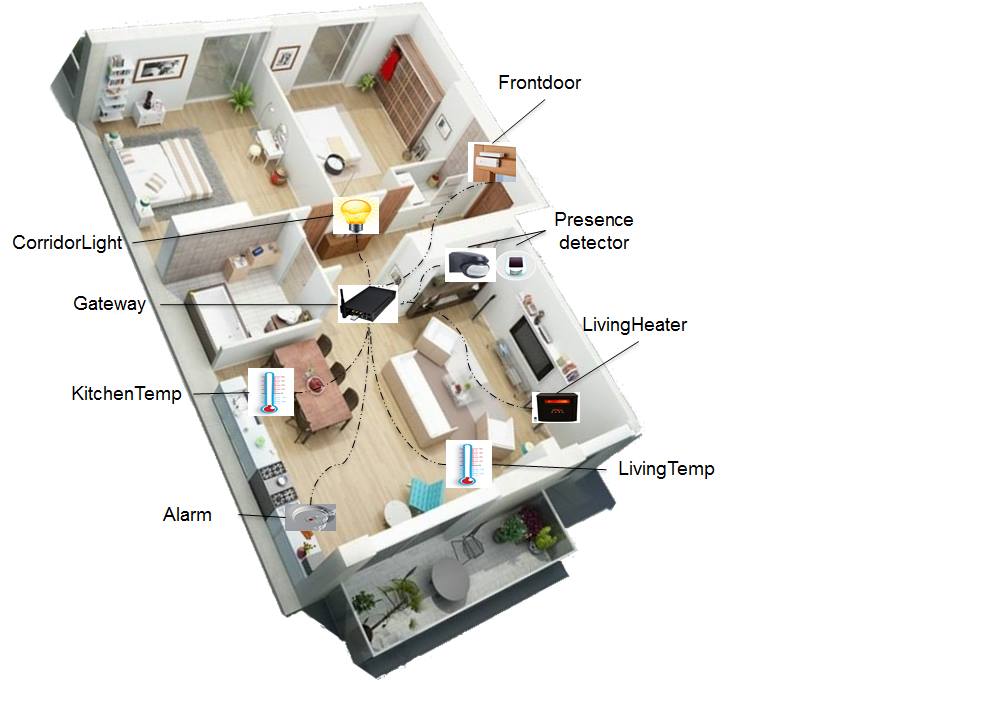 Frontdoor
Presence
detector
CorridorLight
Gateway
LivingHeater
KitchenTemp
LivingTemp
Alarm